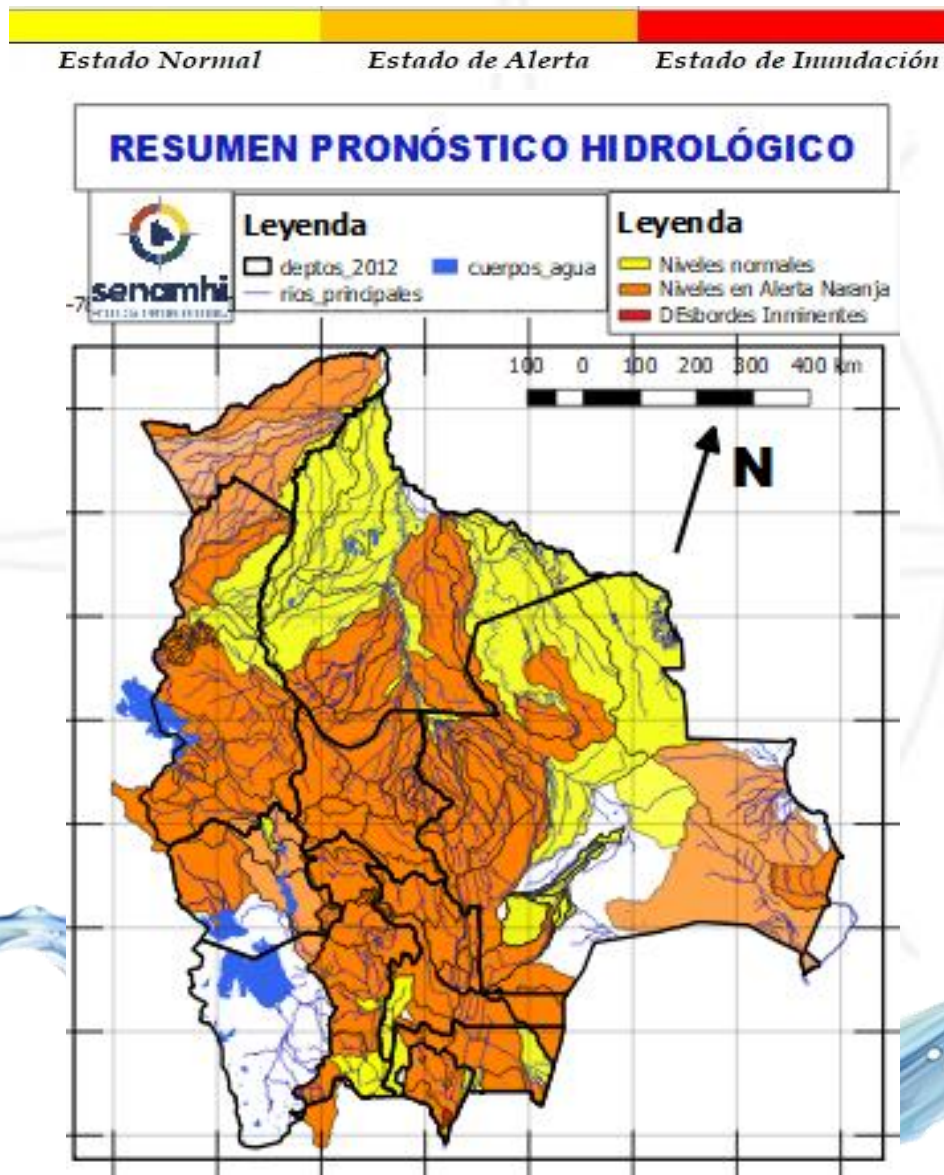 Estado Normal Estado de Alerta Estado de Inundación
RESUMEN PRONÓSTICO HIDROLÓGICO
senamhi
Leyenda
deptos_2012 cuerpos_agua
rios_principales
Leyenda
Niveles normales
Niveles en Alerta Naranja
DEsbordes Inminentes
100 0 100 200 300 400 km
N